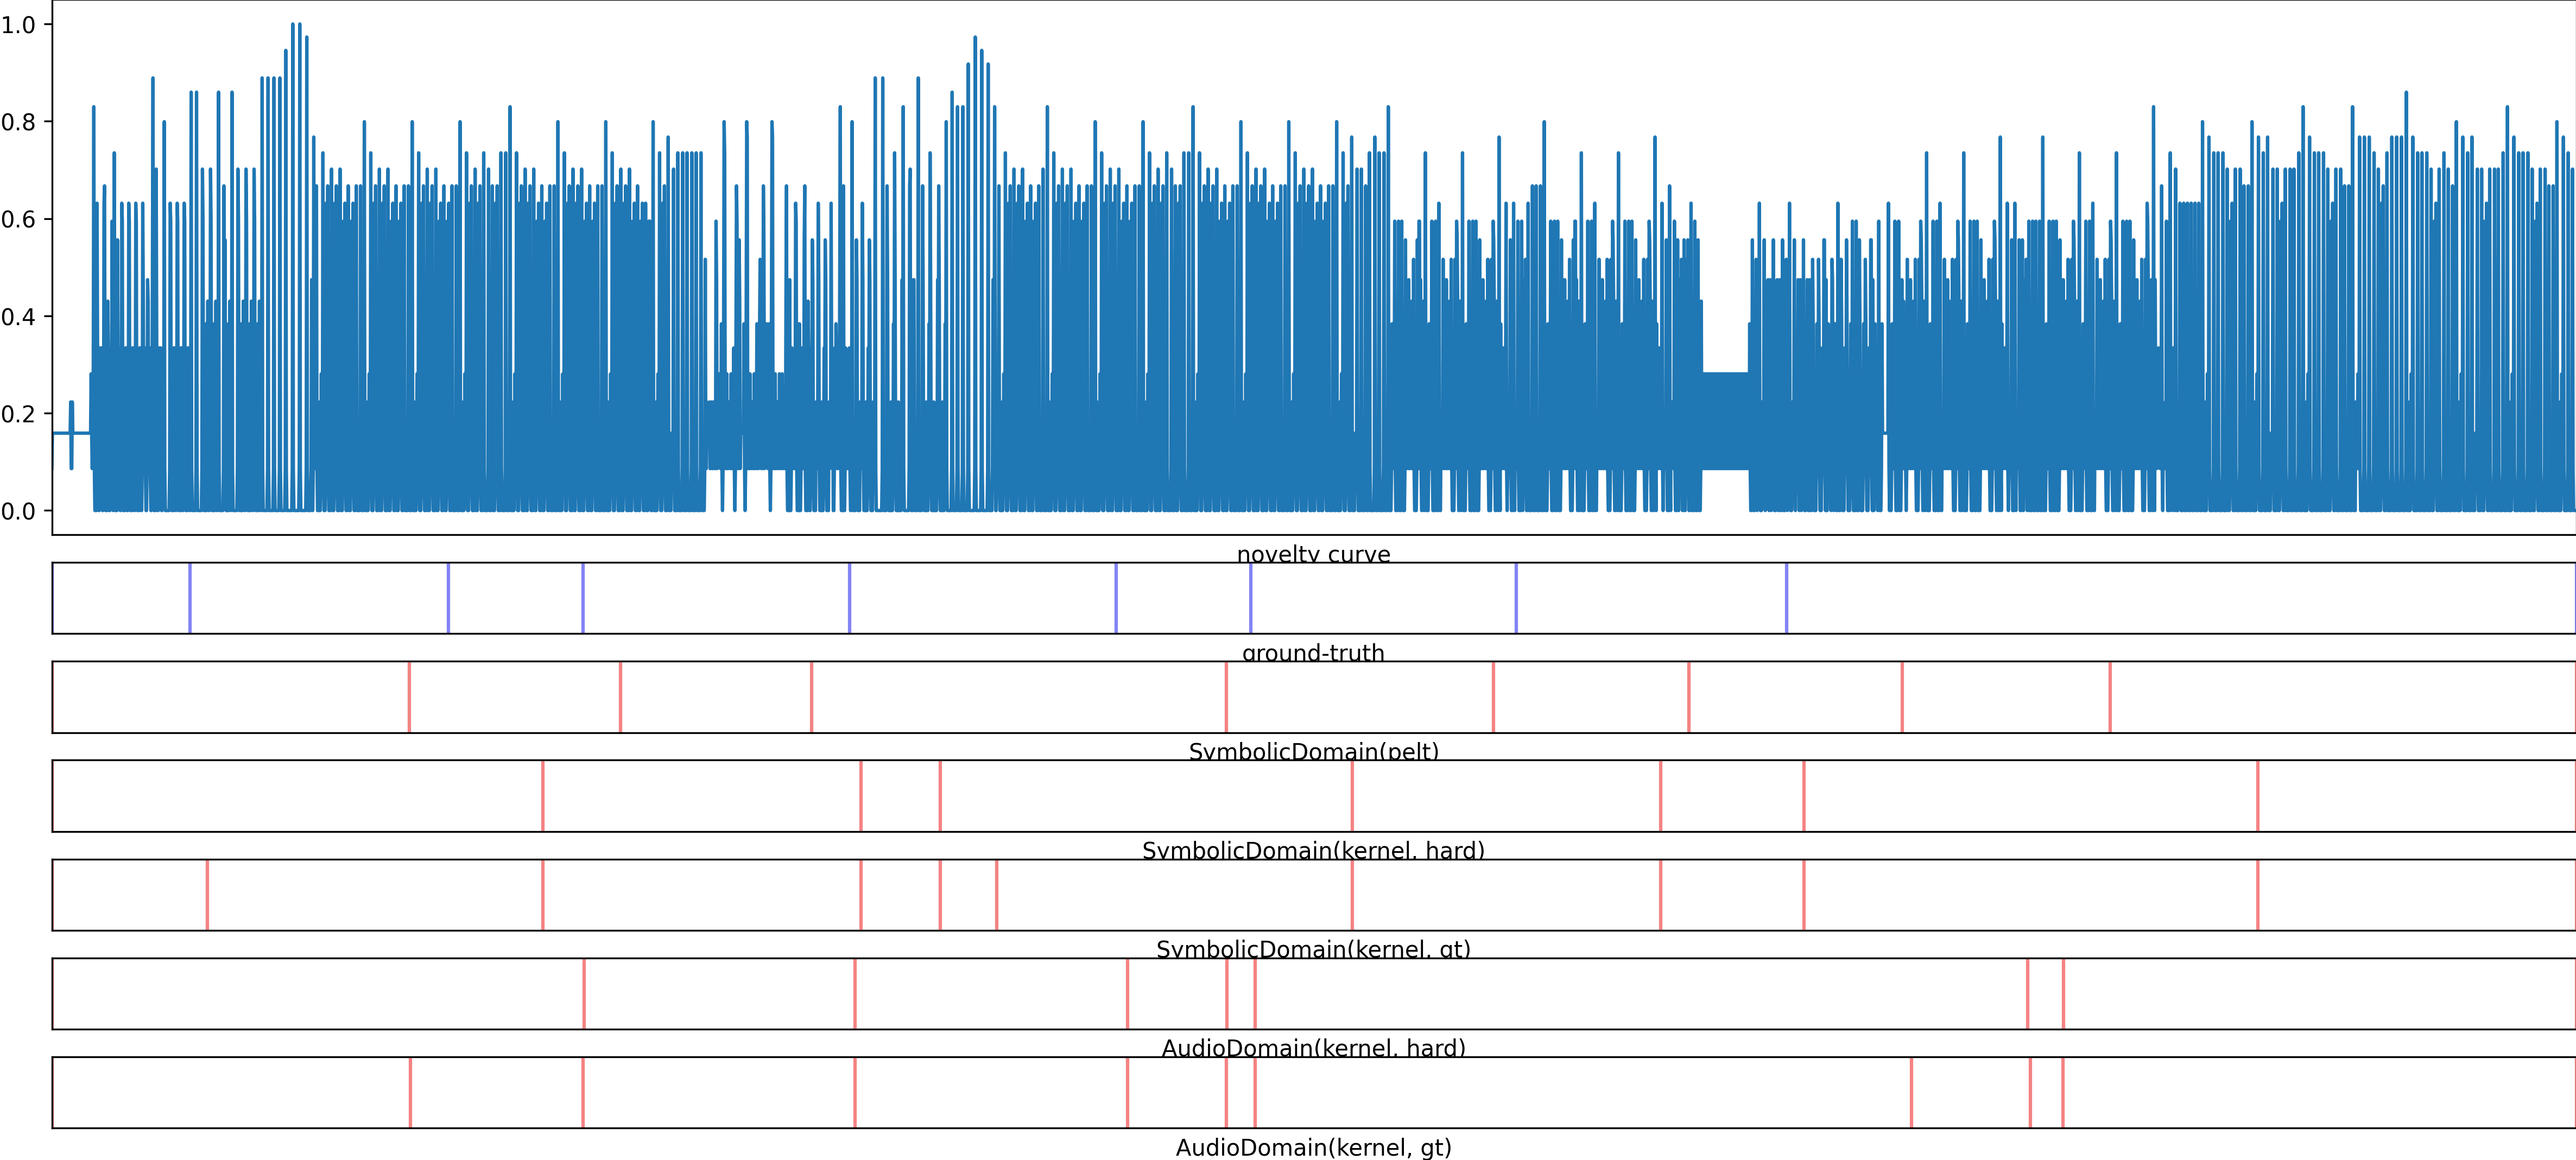 1.0
0.8
0.6
0.4
0.2
0.0
novelty curve
ground-truth
SymbolicDomain(pelt)
SymbolicDomain(kernel, hard)
SymbolicDomain(kernel, gt)
AudioDomain(kernel, hard)
AudioDomain(kernel, gt)